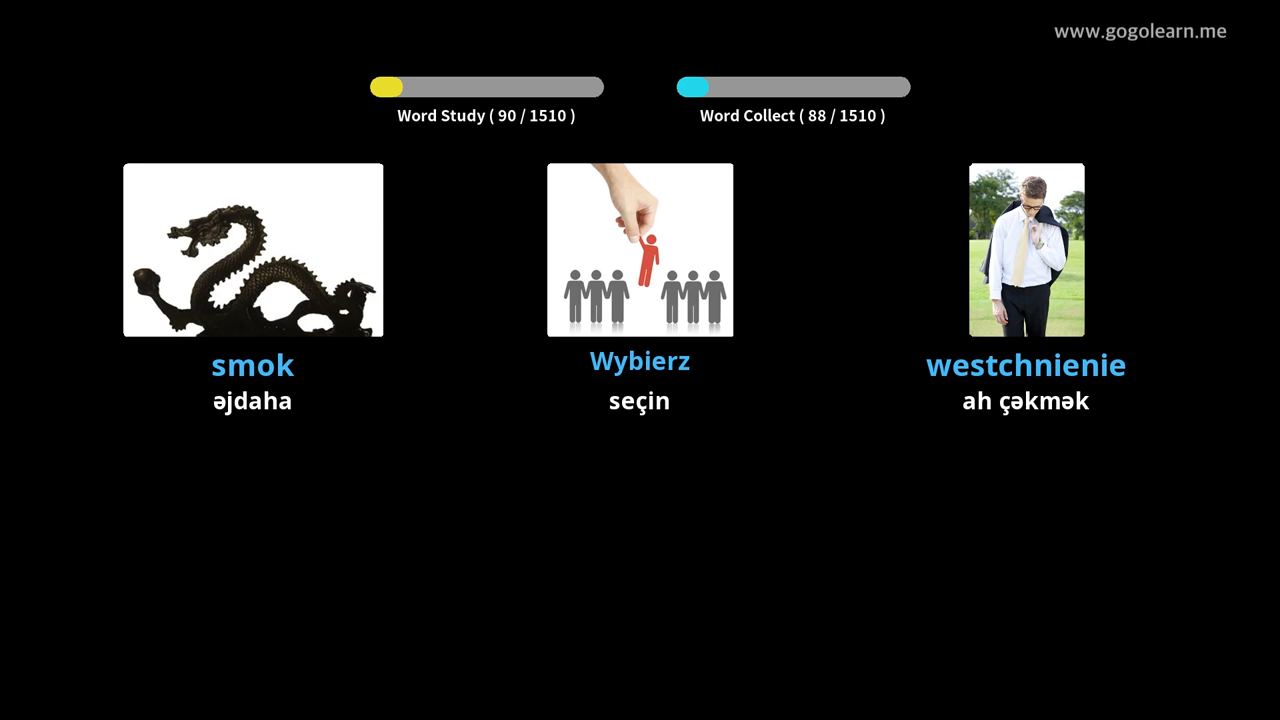 www.gogolearn.me
Word Study ( 90 / 1510 )
Word Collect ( 88 / 1510 )
smok
Wybierz
westchnienie
əjdaha
seçin
ah çəkmək